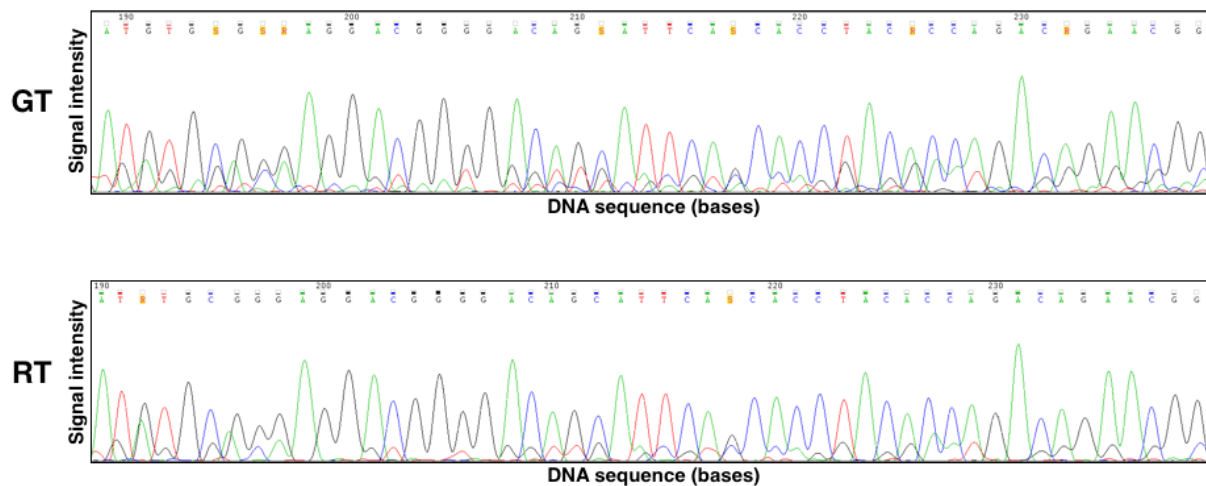 190 200 210 220 230
A T G T G S G S R A G G A C G G G G A C A G S A T T C A S C A C C T A C R C C A G A C R G A A C G G
GT
Signal intensity
DNA sequence (bases)
190 200 210 220 230
A T R T G C G G G A G G A C G G G G A C A G C A T T C A S C A C C T A C A C C A G A C A G A A C G G
RT
Signal intensity
DNA sequence (bases)